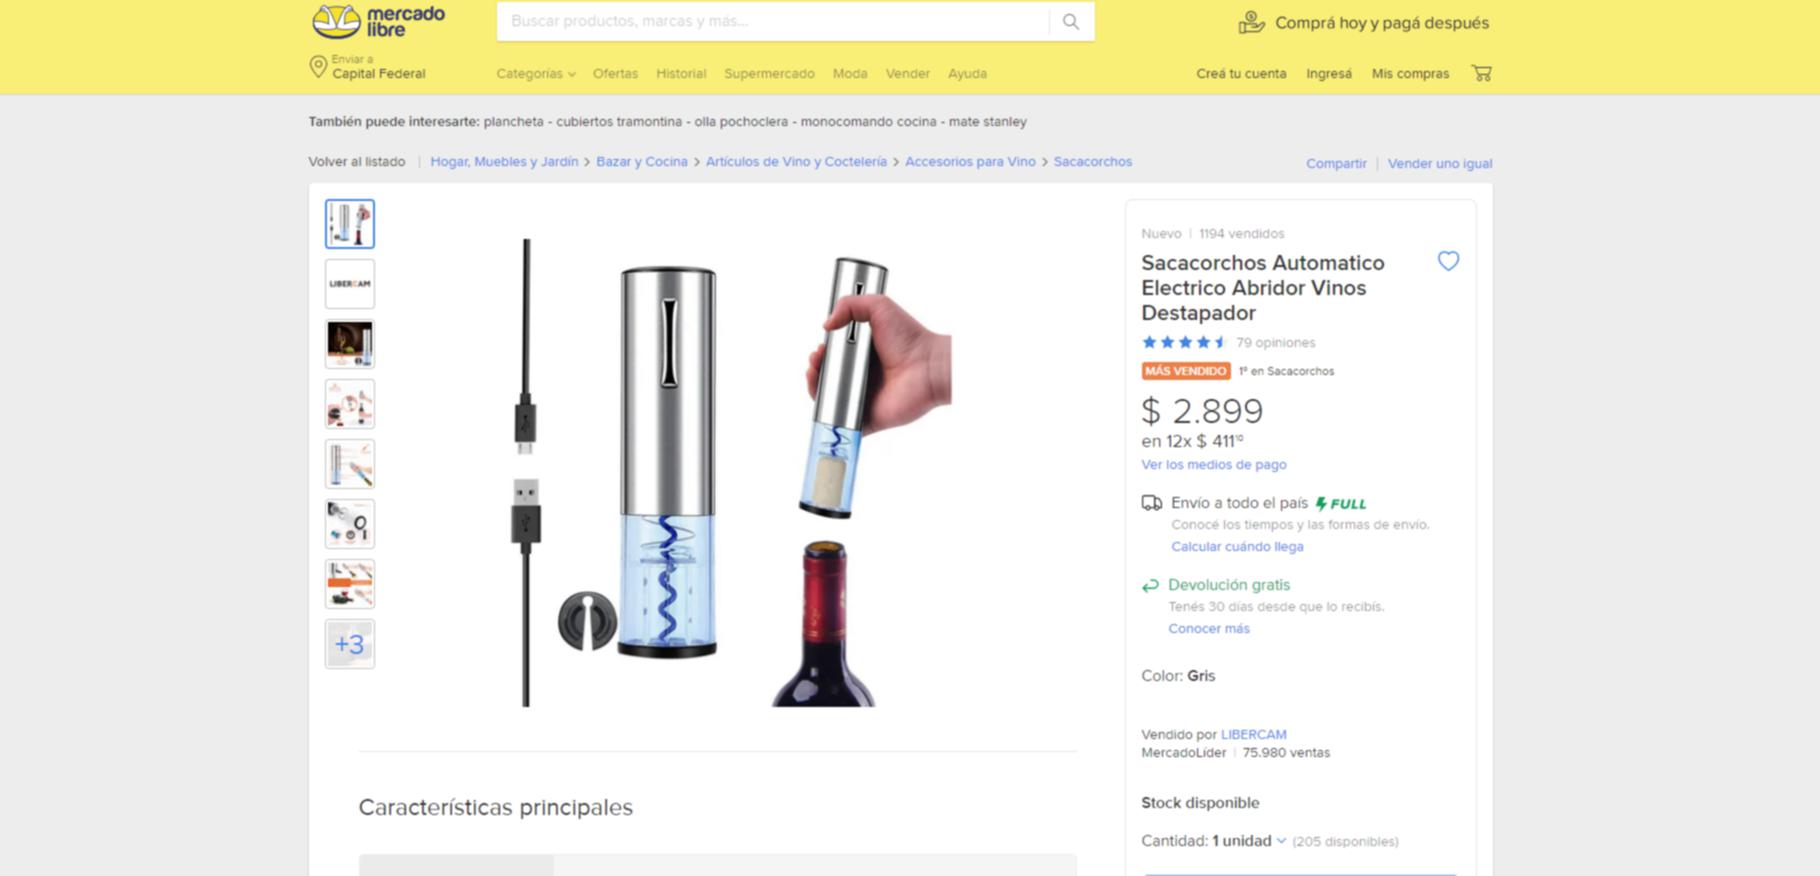 mercado
libre
Buscar productos, marcas y más...
Comprá hoy y pagá después
Enviar a
Capital Federal
Categorías Ofertas Historial Supermercado Moda Vender Ayuda
Creá tu cuenta Ingresá Mis compras
También puede interesarte: plancheta - cubiertos tramontina - olla pochoclera - monocomando cocina - mate stanley
Volver al listado | Hogar, Muebles y Jardín > Bazar y Cocina > Artículos de Vino y Coctelería > Accesorios para Vino > Sacacorchos
Compartir | Vender uno igual
LIBERCAM
+3
Nuevo | 1194 vendidos
Sacacorchos Automatico
Electrico Abridor Vinos
Destapador
79 opiniones
MÁS VENDIDO 1º en Sacacorchos
$ 2.899
en 12x $ 411¹⁰
Ver los medios de pago
Envío a todo el país FULL
Conocé los tiempos y las formas de envío.
Calcular cuándo llega
Devolución gratis
Tenés 30 días desde que lo recibís.
Conocer más
Color: Gris
Vendido por LIBERCAM
MercadoLíder | 75.980 ventas
Stock disponible
Cantidad: 1 unidad (205 disponibles)
Características principales